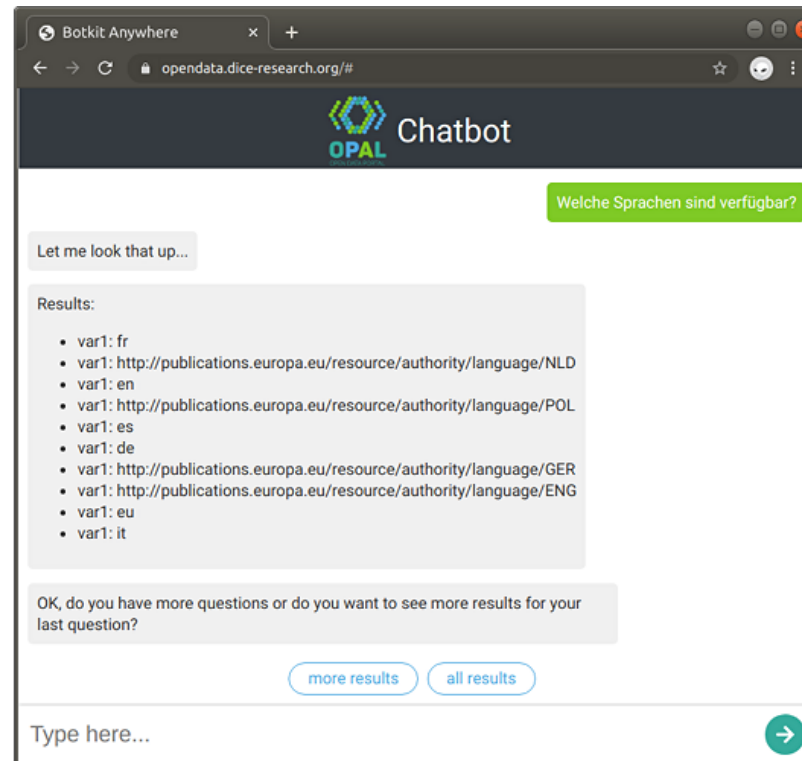 Botkit Anywhere
opendata.dice-research.org/#
OPAL
Chatbot
Welche Sprachen sind verfügbar?
Let me look that up...
Results:
• var1: fr
• var1: http://publications.europa.eu/resource/authority/language/NLD
• var1: en
• var1: http://publications.europa.eu/resource/authority/language/POL
• var1: es
• var1: de
• var1: http://publications.europa.eu/resource/authority/language/GER
• var1: http://publications.europa.eu/resource/authority/language/ENG
• var1: eu
• var1: it
OK, do you have more questions or do you want to see more results for your
last question?
more results
all results
Type here...